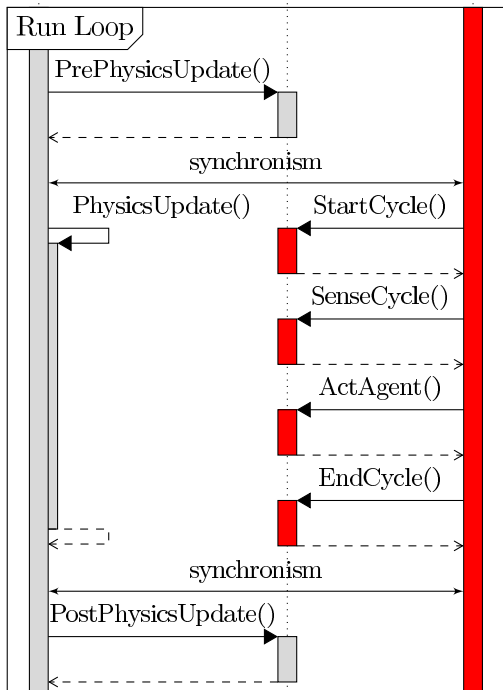 Run Loop
PrePhysicsUpdate()
synchronism
PhysicsUpdate()
StartCycle()
SenseCycle()
ActAgent()
EndCycle()
synchronism
PostPhysicsUpdate()